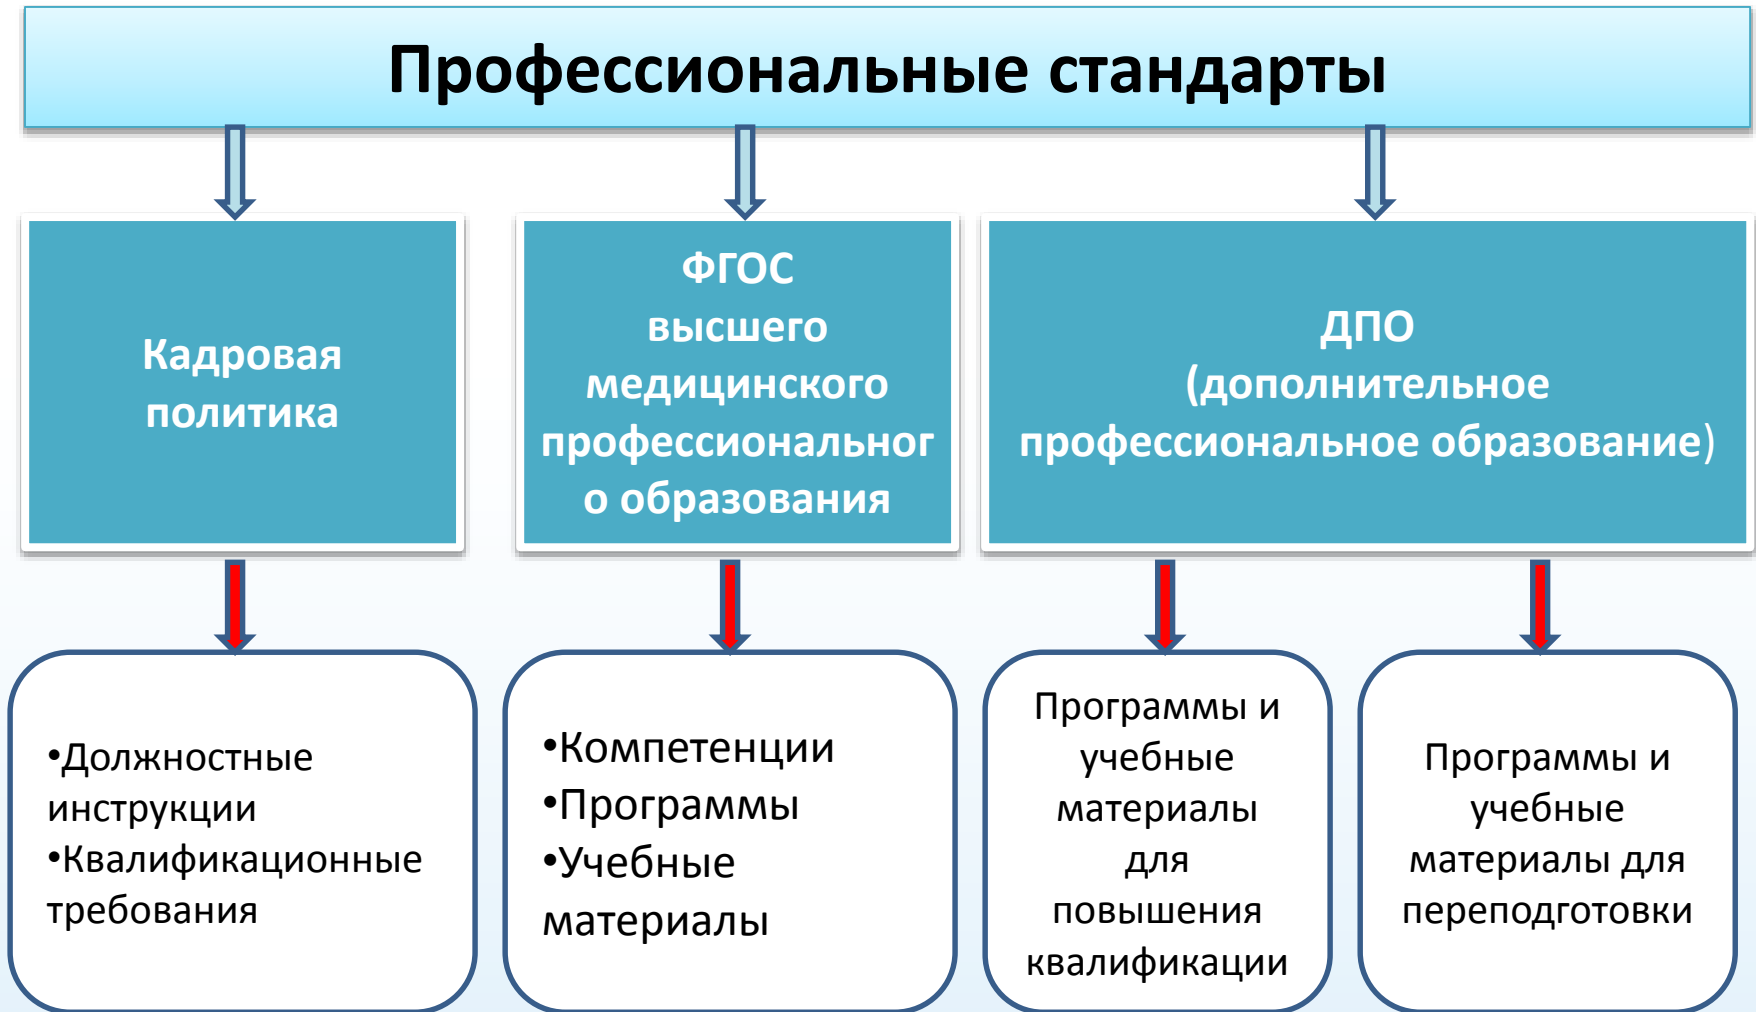 Профессиональные стандарты
Кадровая
политика
ФГОС
высшего
медицинского
профессиональног
о образования
ДПО
(дополнительное
профессиональное образование)
•Должностные
инструкции
•Квалификационные
требования
•Компетенции
•Программы
•Учебные
материалы
Программы и
учебные
материалы
для
повышения
квалификации
Программы и
учебные
материалы для
переподготовки